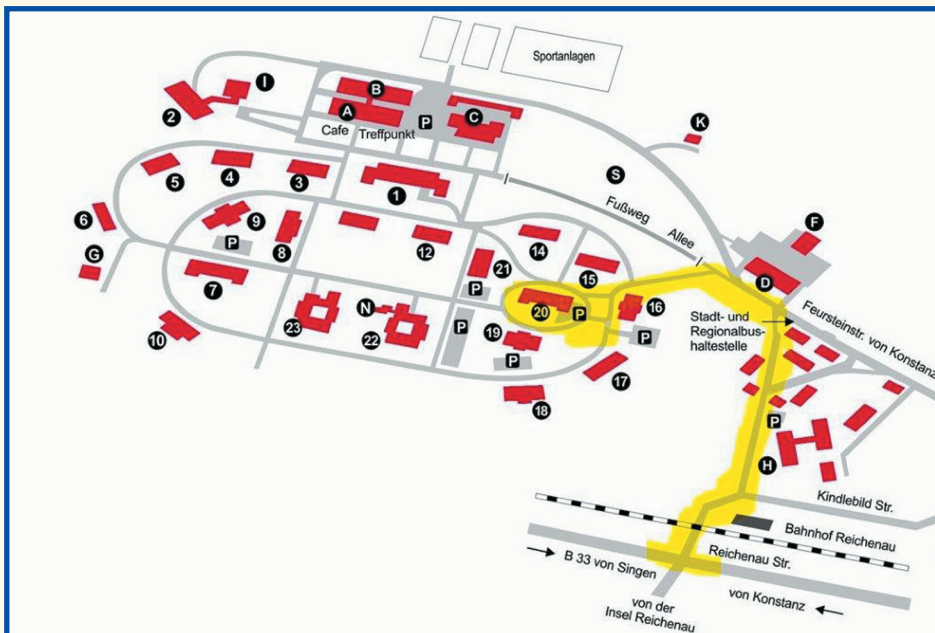 Sportanlagen
B
I
A
P
C
2
Cafe Treffpunkt
K
5
4
3
1
S
6
9
P
8
12
14
Fußweg
Allee
F
G
7
21
15
D
P
20
P
16
Stadt- und
Regionalbus-
haltestelle
Feursteinstr. von Konstanz
10
23
N
22
P
19
P
P
17
18
P
H
Kindlebild Str.
Bahnhof Reichenau
Reichenau Str.
B 33 von Singen
von Konstanz
von der
Insel Reichenau